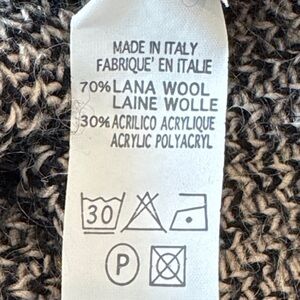 MADE IN ITALY
FABRIQUE' EN ITALIE
70% LANA WOOL
LAINE WOLLE
30% ACRILICO ACRYLIQUE
ACRYLIC POLYACRYL
30
P